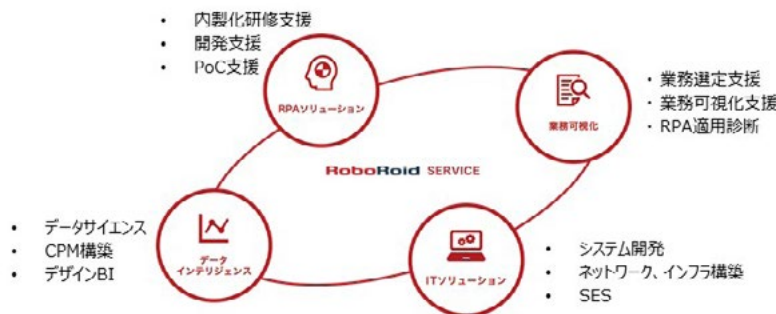 • 内製化研修支援
• 開発支援
• PoC支援
RPAソリューション
・業務選定支援
・業務可視化支援
・RPA適用診断
業務可視化
RoboRoid SERVICE
• データサイエンス
• CPM構築
• デザインBI
データ
インテリジェンス
ITソリューション
• システム開発
• ネットワーク、インフラ構築
• SES